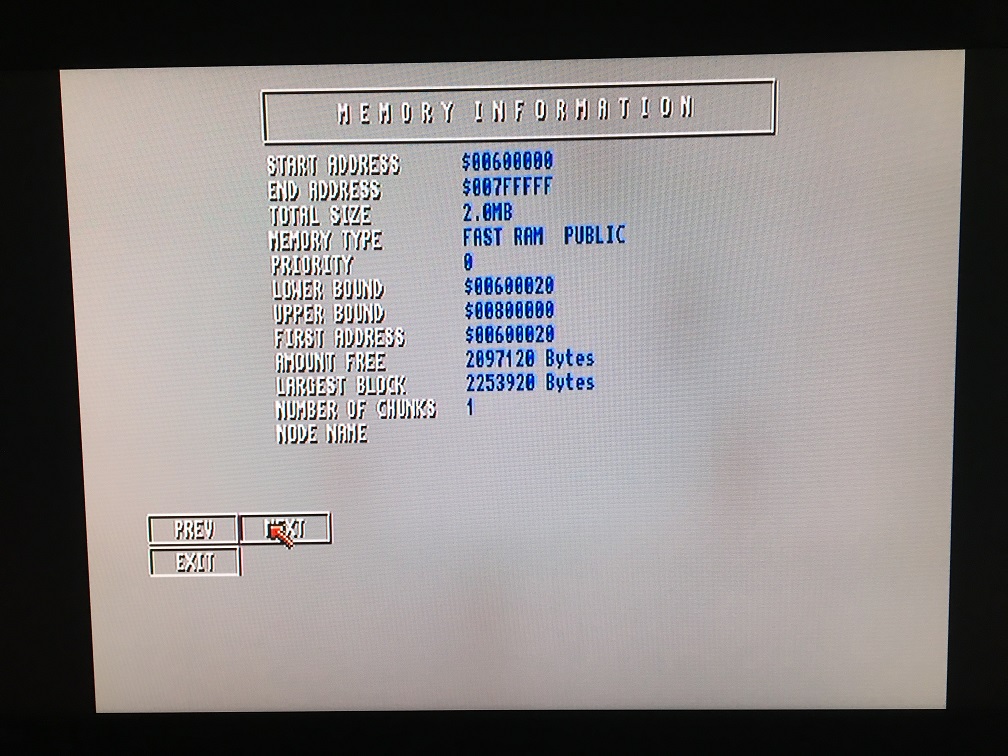 MEMORY INFORMATION
START ADDRESS $00600000
END ADDRESS $007FFFFF
TOTAL SIZE 2.0MB
MEMORY TYPE FAST RAM PUBLIC
PRIORITY 0
LOWER BOUND $00600020
UPPER BOUND $00800000
FIRST ADDRESS $00600020
AMOUNT FREE 2097120 Bytes
LARGEST BLOCK 2253920 Bytes
NUMBER OF CHUNKS 1
NODE NAME
PREV NEXT
EXIT